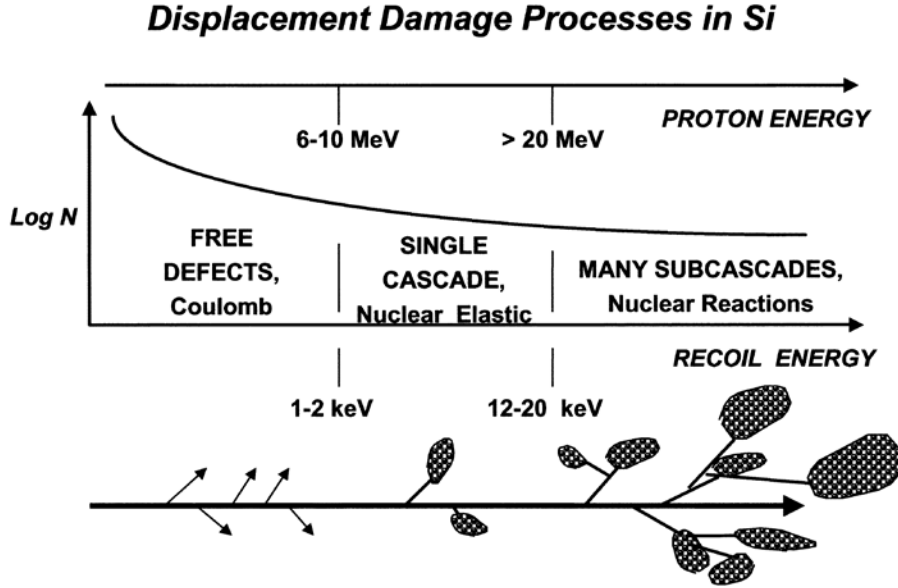 Displacement Damage Processes in Si
PROTON ENERGY
6-10 MeV
> 20 MeV
Log N
FREE
DEFECTS,
Coulomb
SINGLE
CASCADE,
Nuclear Elastic
MANY SUBCASCADES,
Nuclear Reactions
RECOIL ENERGY
1-2 keV
12-20 keV